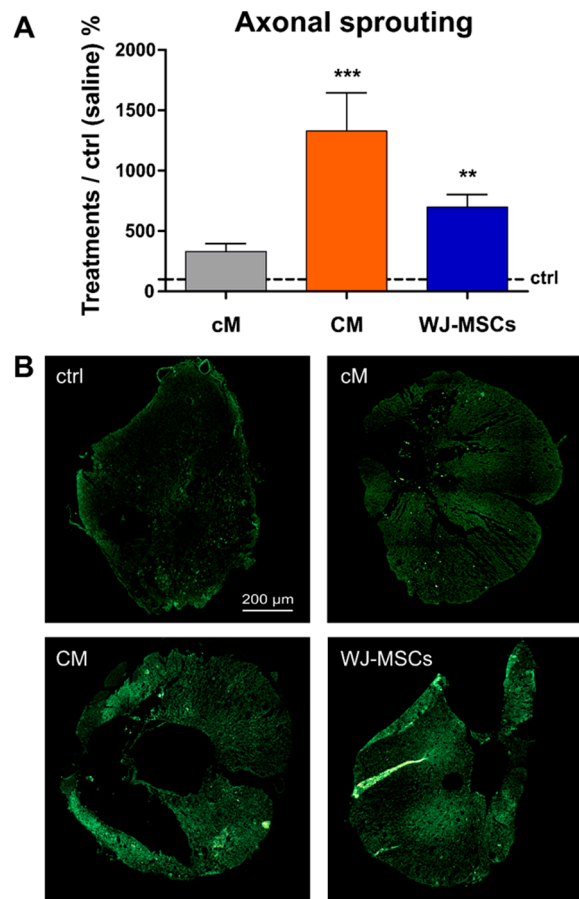 A
Axonal sprouting
Treatments / ctrl (saline) %
2000
1500
1000
500
0
***
**
ctrl
cM
CM
WJ-MSCs
B
ctrl
cM
200 µm
CM
WJ-MSCs